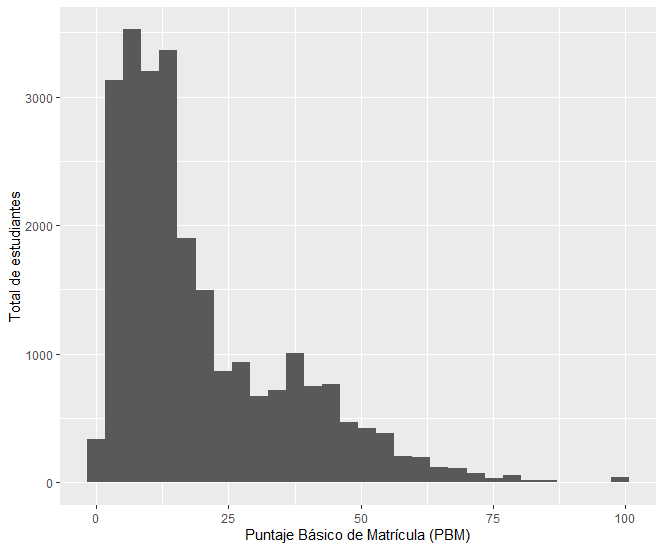 Total de estudiantes
3000
2000
1000
0
0 25 50 75 100
Puntaje Básico de Matrícula (PBM)